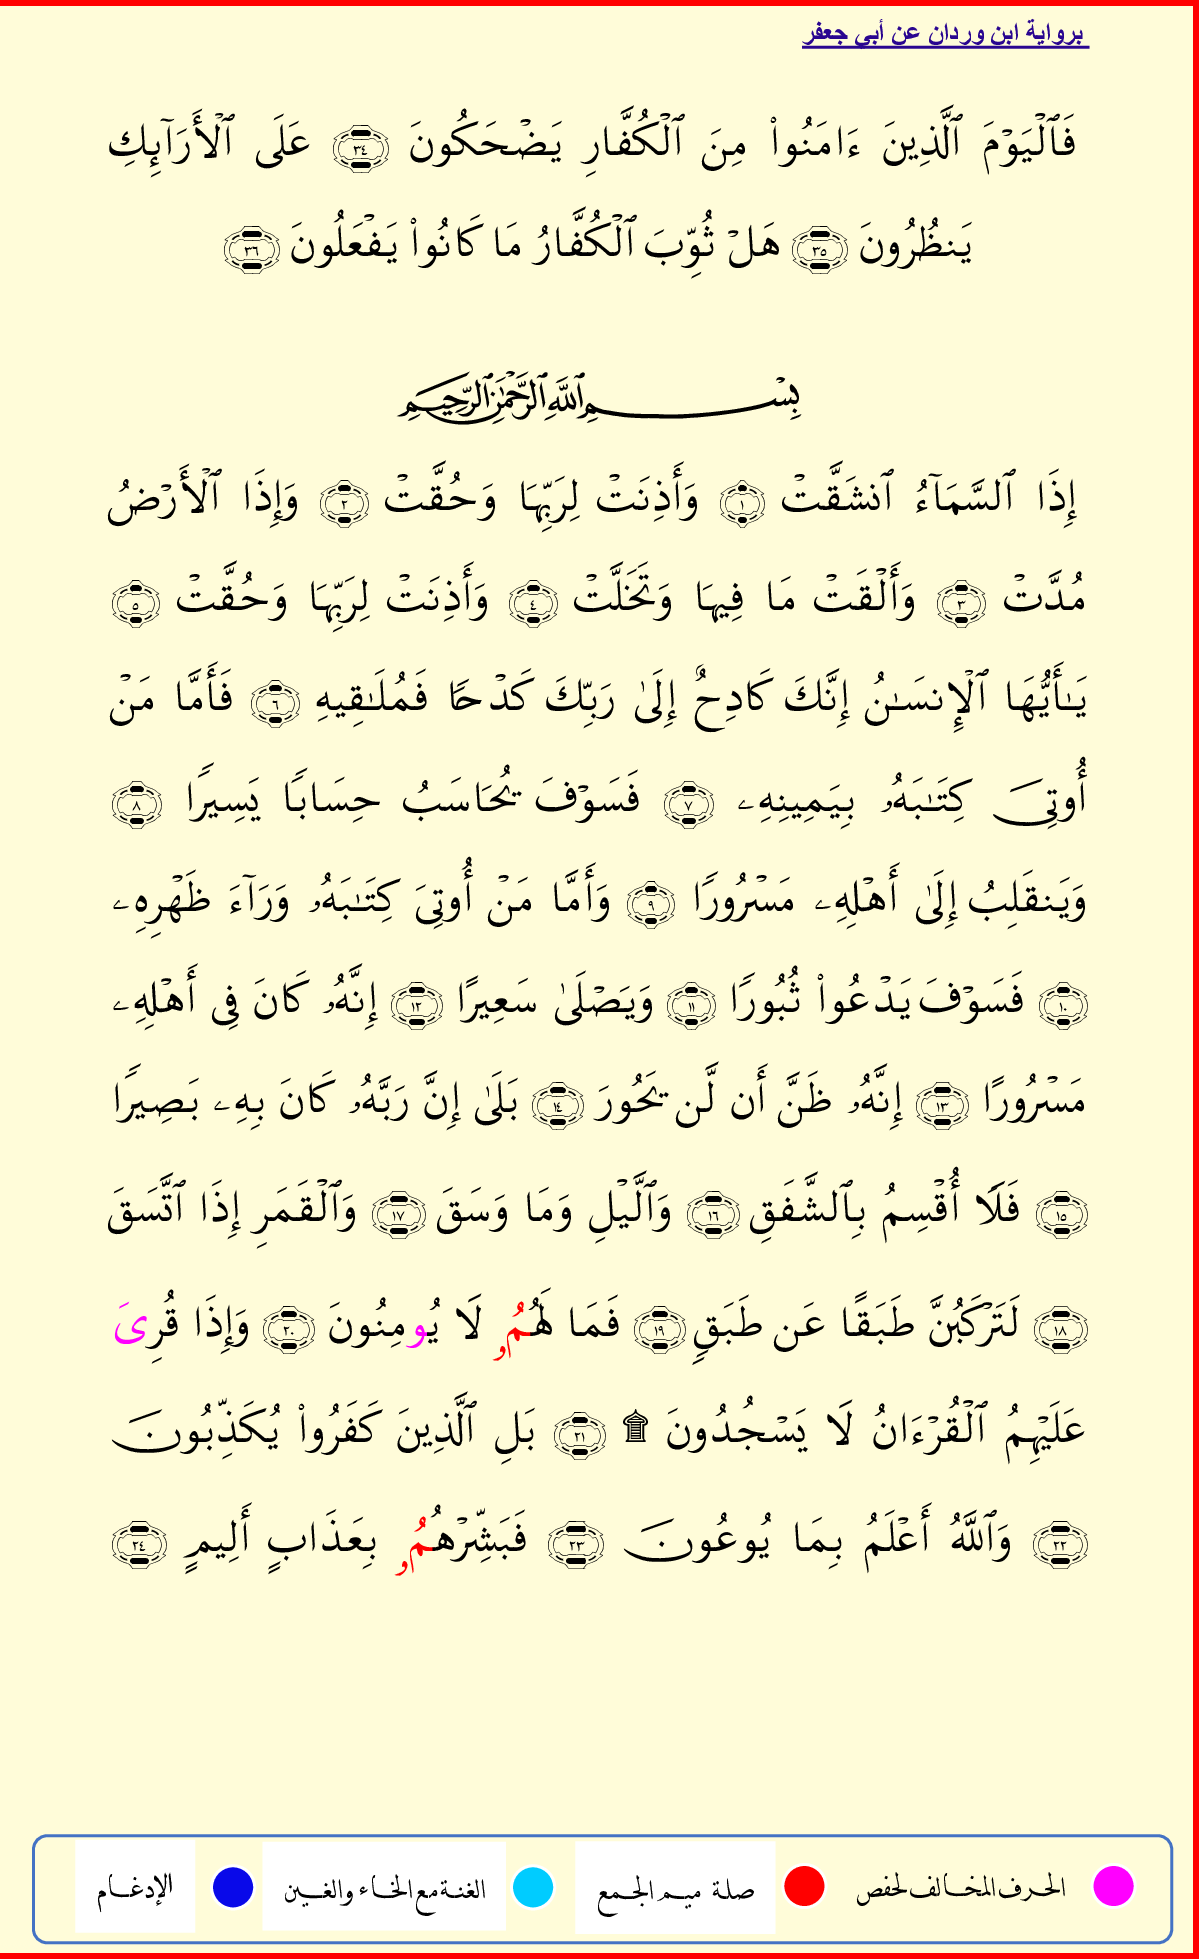 برواية ابن وردان عن أبي جعفر
فَٱلۡيَوۡمَ ٱلَّذِينَ ءَامَنُواْ مِنَ ٱلۡكُفَّارِ يَضۡحَكُونَ ٣٤ عَلَى ٱلۡأَرَآئِكِ
يَنظُرُونَ ٣٥ هَلۡ ثُوِّبَ ٱلۡكُفَّارُ مَا كَانُواْ يَفۡعَلُونَ ٣٦
بِسۡمِ ٱللَّهِ ٱلرَّحۡمَٰنِ ٱلرَّحِيمِ
إِذَا ٱلسَّمَآءُ ٱنشَقَّتۡ ١ وَأَذِنَتۡ لِرَبِّهَا وَحُقَّتۡ ٢ وَإِذَا ٱلۡأَرۡضُ
مُدَّتۡ ٣ وَأَلۡقَتۡ مَا فِيهَا وَتَخَلَّتۡ ٤ وَأَذِنَتۡ لِرَبِّهَا وَحُقَّتۡ ٥
يَـٰٓأَيُّهَا ٱلۡإِنسَـٰنُ إِنَّكَ كَادِحٌ إِلَىٰ رَبِّكَ كَدۡحٗا فَمُلَـٰقِيهِ ٦ فَأَمَّا مَنۡ
أُوتِيَ كِتَـٰبَهُۥ بِيَمِينِهِۦ ٧ فَسَوۡفَ يُحَاسَبُ حِسَابٗا يَسِيرٗا ٨
وَيَنقَلِبُ إِلَىٰ أَهۡلِهِۦ مَسۡرُورٗا ٩ وَأَمَّا مَنۡ أُوتِيَ كِتَـٰبَهُۥ وَرَآءَ ظَهۡرِهِۦ
١٠ فَسَوۡفَ يَدۡعُواْ ثُبُورٗا ١١ وَيَصۡلَىٰ سَعِيرًا ١٢ إِنَّهُۥ كَانَ فِي أَهۡلِهِۦ
مَسۡرُورًا ١٣ إِنَّهُۥ ظَنَّ أَن لَّن يَحُورَ ١٤ بَلَىٰ إِنَّ رَبَّهُۥ كَانَ بِهِۦ بَصِيرٗا
١٥ فَلَا أُقۡسِمُ بِٱلشَّفَقِ ١٦ وَٱلَّيۡلِ وَمَا وَسَقَ ١٧ وَٱلۡقَمَرِ إِذَا ٱتَّسَقَ
١٨ لَتَرۡكَبُنَّ طَبَقًا عَن طَبَقٖ ١٩ فَمَا لَهُمُۥ لَا يُومِنُونَ ٢٠ وَإِذَا قُرِيَ
عَلَيۡهِمُ ٱلۡقُرۡءَانُ لَا يَسۡجُدُونَ ۩ ٢١ بَلِ ٱلَّذِينَ كَفَرُواْ يُكَذِّبُونَ
٢٢ وَٱللَّهُ أَعۡلَمُ بِمَا يُوعُونَ ٢٣ فَبَشِّرۡهُمُۥ بِعَذَابٍ أَلِيمٍ ٢٤
الحرف المخالف لحفص صلة ميم الجمع الغنة مع الخاء والغين الإدغام